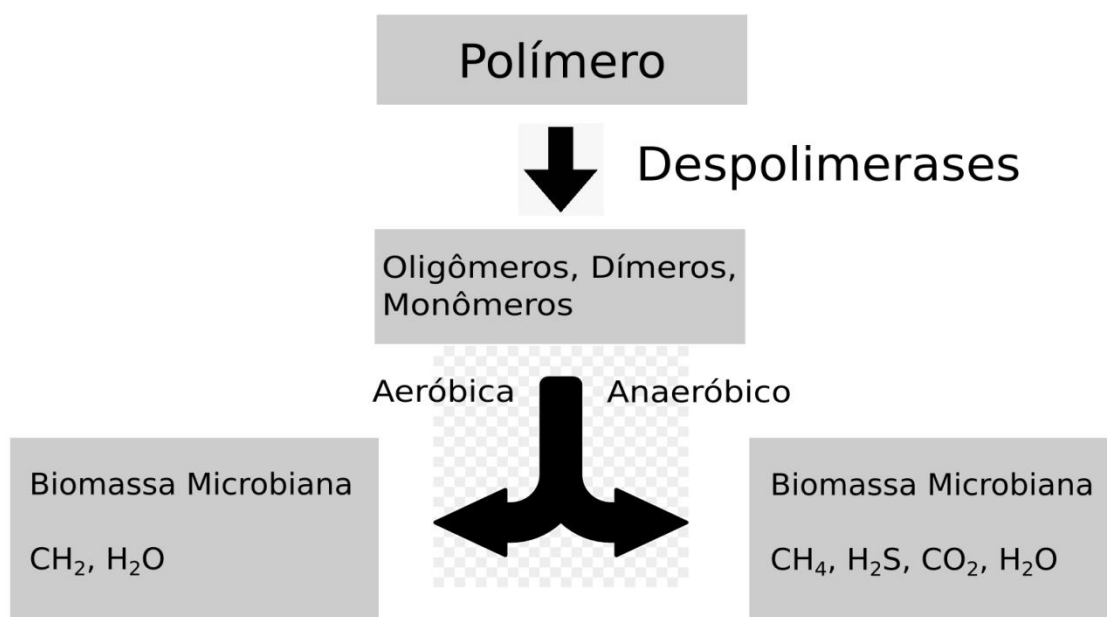 Polímero
Despolimerases
Oligômeros, Dímeros,
Monômeros
Aeróbica
Anaeróbico
Biomassa Microbiana
CH₂, H₂O
Biomassa Microbiana
CH₄, H₂S, CO₂, H₂O